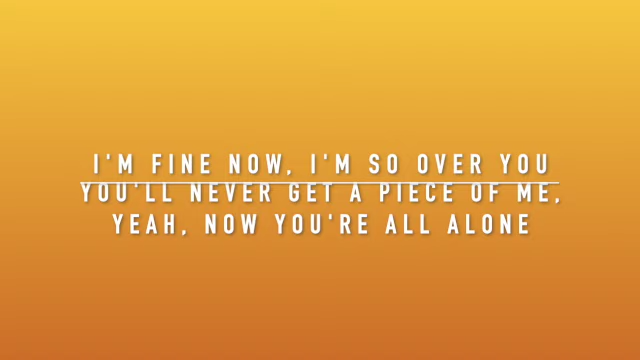 I'M FINE NOW, I'M SO OVER YOU
YOU'LL NEVER GET A PIECE OF ME,
YEAH, NOW YOU'RE ALL ALONE